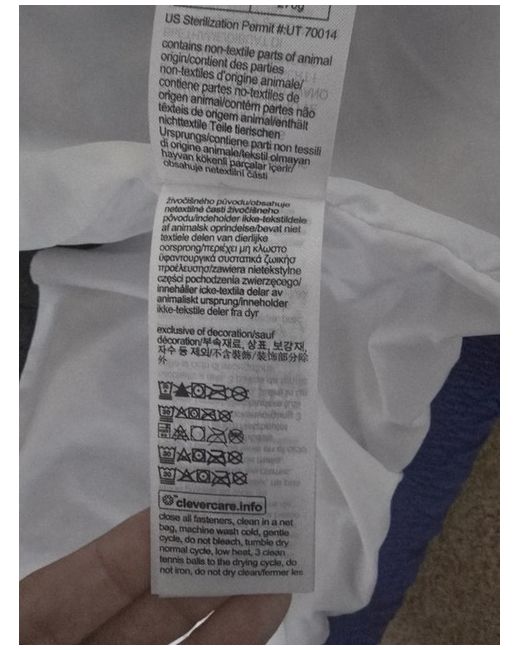 US Sterilization Permit #:UT 70014
contains non-textile parts of animal
origin/contient des parties
non-textiles d'origine animale/
contiene partes no-textiles de
origen animal/contém partes não
têxteis de origem animal/enthält
nichttextile Teile tierischen
Ursprungs/contiene parti non tessili
di origine animale/tekstil olmayan
hayvan kökenli parçalar içerir/
obsahuje netextilní části
živočišného původu/obsahuje
netextilné časti živočíšneho
pôvodu/indeholder ikke-tekstildele
af animalsk oprindelse/bevat niet
textiele delen van dierlijke
oorsprong/περιέχει μη κλωστο
ϋφαντουργικά συστατικά ζωικής
προέλευσης/zawiera nietekstylne
części pochodzenia zwierzęcego/
innehåller icke-textila delar av
animaliskt ursprung/inneholder
ikke-tekstile deler fra dyr
exclusive of decoration/sauf
décoration/부속재료, 상표, 보강재,
자수 등 제외/不含裝飾/装饰部分除
外
clevercare.info
close all fasteners, clean in a net
bag, machine wash cold, gentle
cycle, do not bleach, tumble dry
normal cycle, low heat, 3 clean
tennis balls to the drying cycle, do
not iron, do not dry clean/fermer les